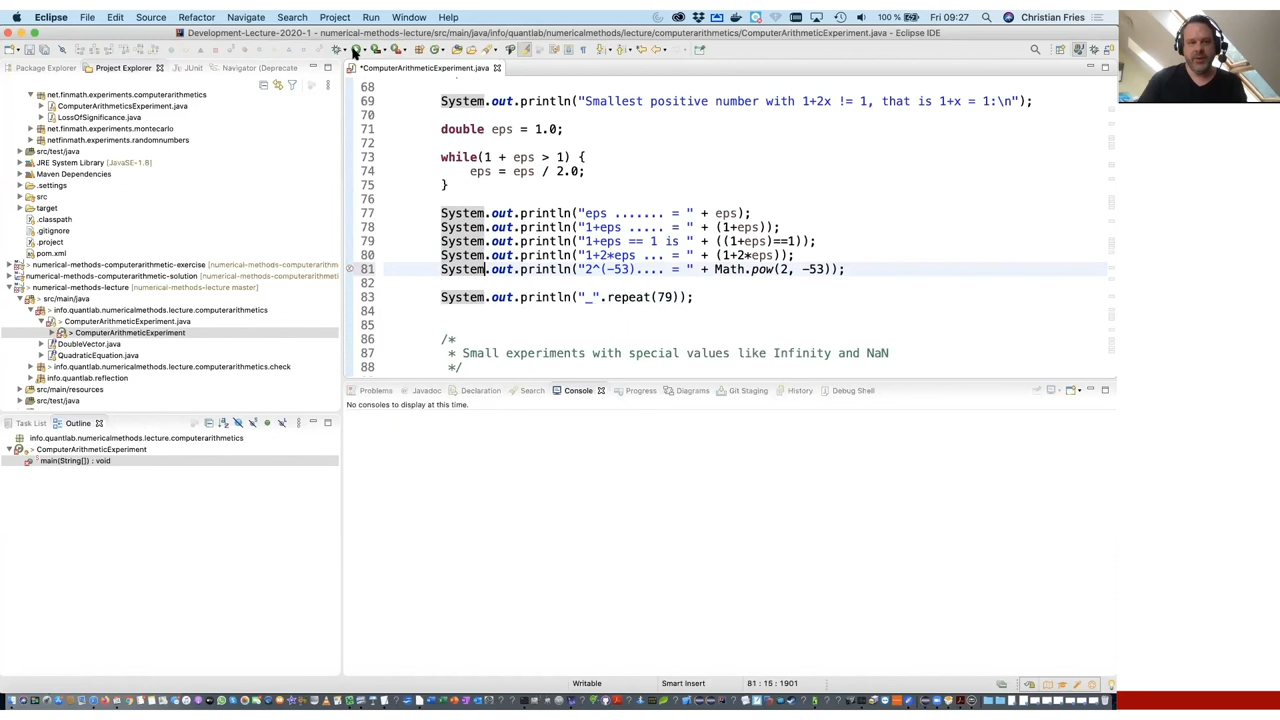 Eclipse File Edit Source Refactor Navigate Search Project Run Window Help 100 % Fri 09:27 Christian Fries
Development-Lecture-2020-1 - numerical-methods-lecture/src/main/java/info/quantlab/numericalmethods/lecture/computerarithmetics/ComputerArithmeticExperiment.java - Eclipse IDE
Package Explorer Project Explorer JUnit Navigator (Deprecate
*ComputerArithmeticExperiment.java
net.finmath.experiments.computerarithmetics
ComputerArithmeticsExperiment.java
LossOfSignificance.java
net.finmath.experiments.montecarlo
netfinmath.experiments.randomnumbers
src/test/java
JRE System Library [JavaSE-1.8]
Maven Dependencies
.settings
src
target
.classpath
.gitignore
.project
pom.xml
numerical-methods-computerarithmetic-exercise (numerical-methods-computerarithm
numerical-methods-computerarithmetic-solution (numerical-methods-computerarithmeti
numerical-methods-lecture [numerical-methods-lecture master]
src/main/java
info.quantlab.numericalmethods.lecture.computerarithmetics
ComputerArithmeticExperiment.java
ComputerArithmeticExperiment
DoubleVector.java
QuadraticEquation.java
info.quantlab.numericalmethods.lecture.computerarithmetics.check
info.quantlab.reflection
src/main/resources
src/test/java
68
69 System.out.println("Smallest positive number with 1+2x != 1, that is 1+x = 1:\n");
70
71 double eps = 1.0;
72
73 while(1 + eps > 1) {
74 eps = eps / 2.0;
75 }
76
77 System.out.println("eps ....... = " + eps);
78 System.out.println("1+eps ..... = " + (1+eps));
79 System.out.println("1+eps == 1 is " + ((1+eps)==1));
80 System.out.println("1+2*eps ... = " + (1+2*eps));
81 System.out.println("2^(-53).... = " + Math.pow(2, -53));
82
83 System.out.println("_".repeat(79));
84
85
86 /*
87 * Small experiments with special values like Infinity and NaN
88 */
Task List Outline
info.quantlab.numericalmethods.lecture.computerarithmetics
ComputerArithmeticExperiment
main(String[]) : void
Problems Javadoc Declaration Search Console Progress Diagrams Git Staging History Debug Shell
No consoles to display at this time.
Writable Smart Insert 81 : 15 : 1901